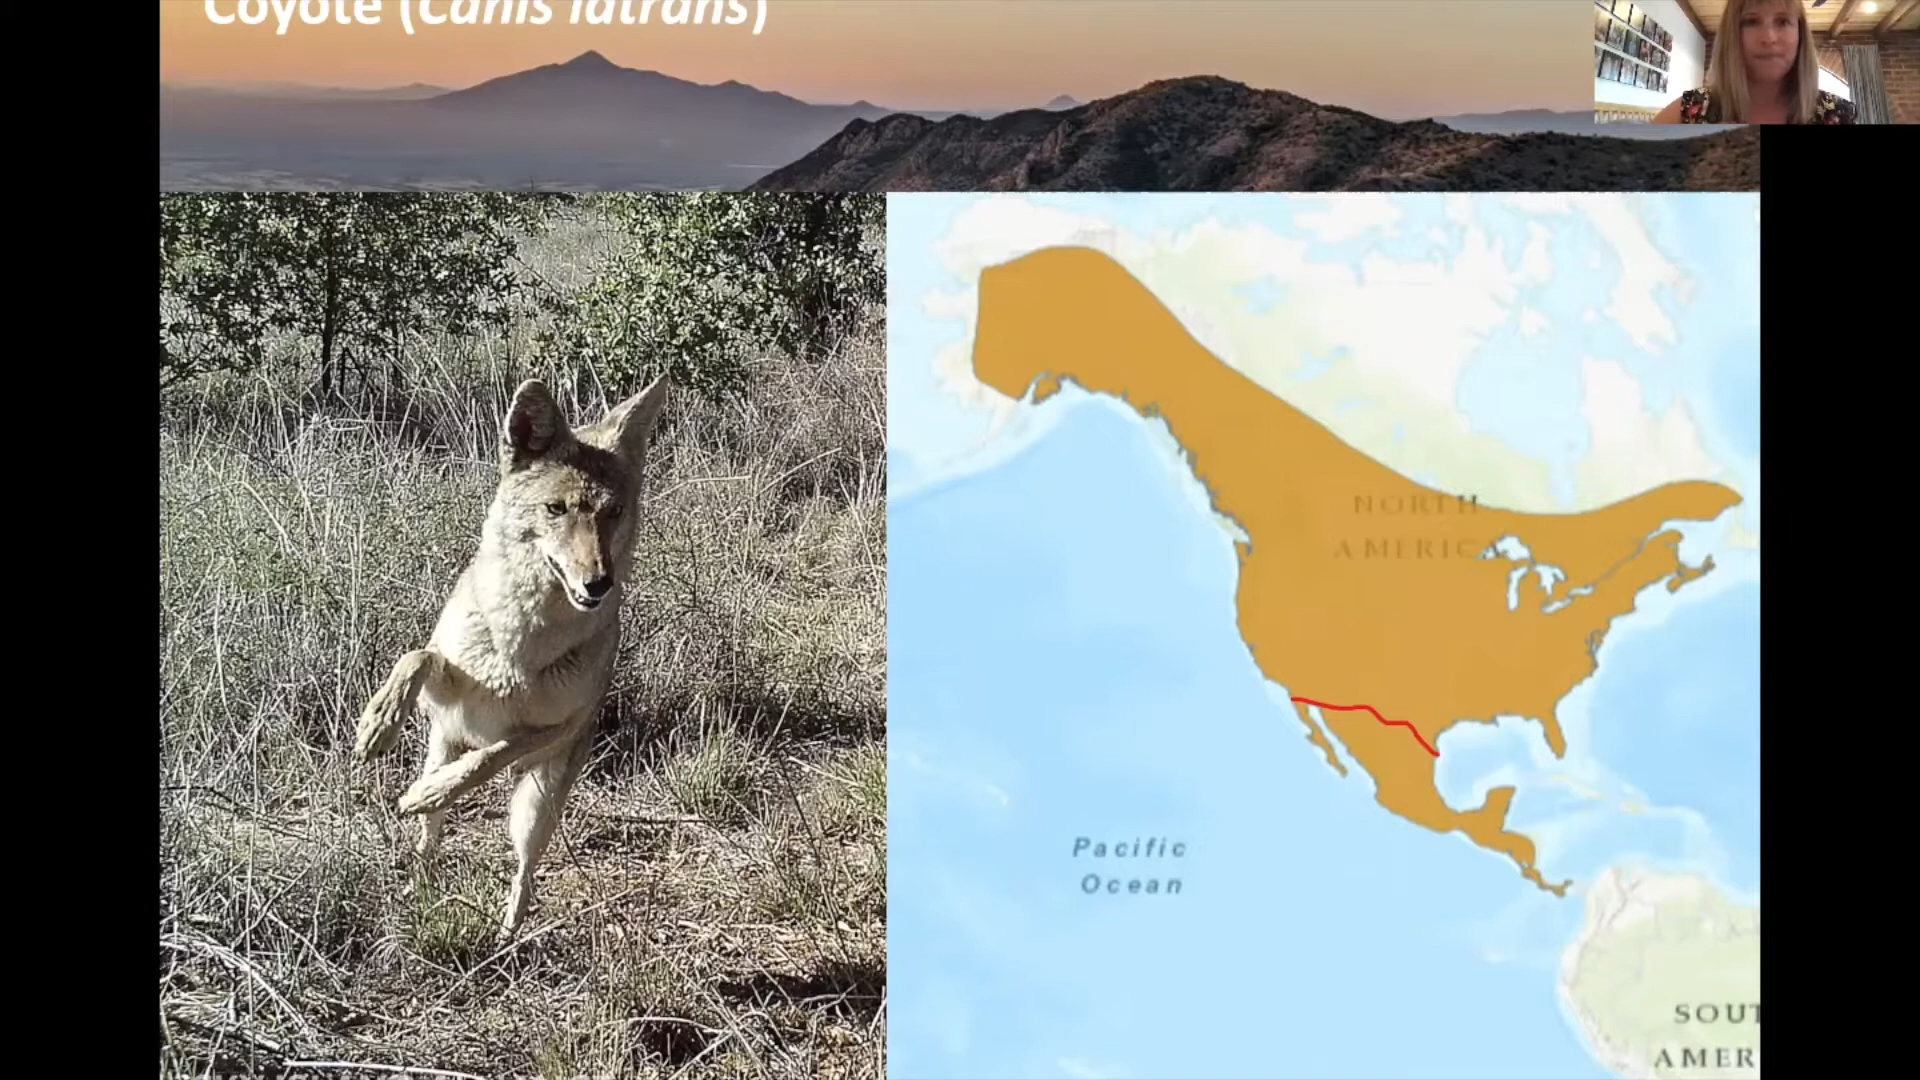 Coyote (Canis latrans)
NORTH
AMERICA
Pacific
Ocean
SOUT
AMER